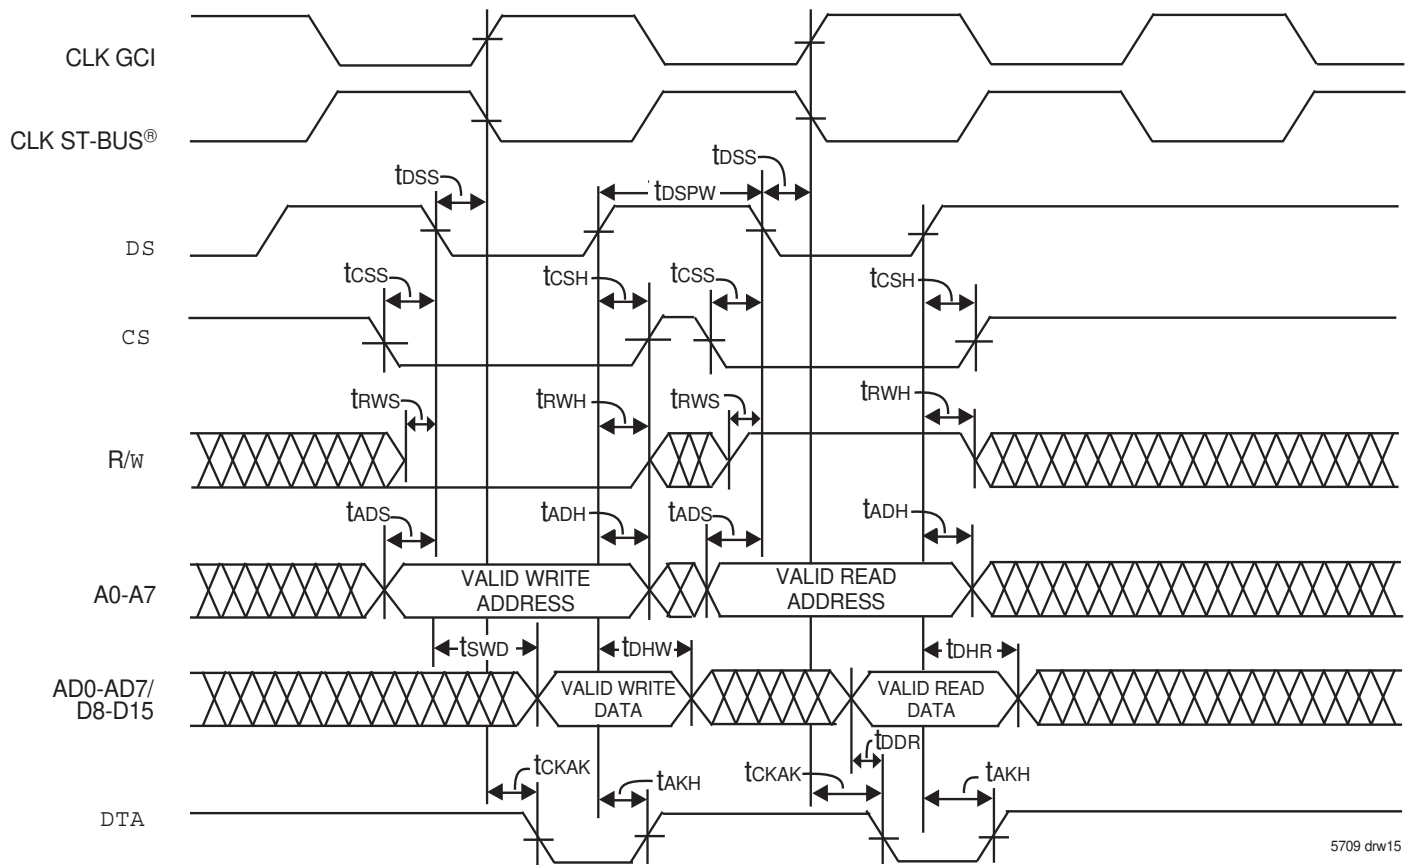 CLK GCI
CLK ST-BUS®
tDSS
tDSPW
tDSS
DS
tCSS
tCSH
tCSS
tCSH
CS
tRWS
tRWH
tRWS
tRWH
R/W
tADS
tADH
tADS
tADH
A0-A7
VALID WRITE
ADDRESS
VALID READ
ADDRESS
tSWD
tDHW
tDHR
AD0-AD7/
D8-D15
VALID WRITE
DATA
VALID READ
DATA
tDDR
tCKAK
tAKH
tCKAK
tAKH
DTA
5709 drw15